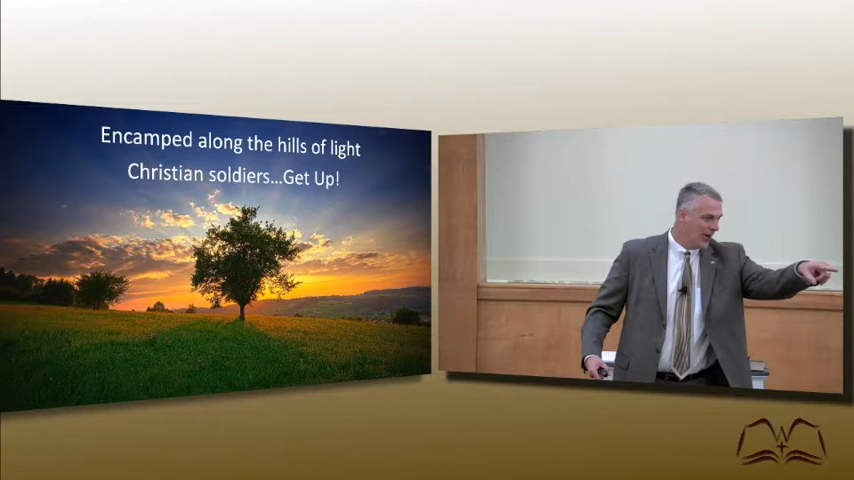 Encamped along the hills of light
Christian soldiers...Get Up!